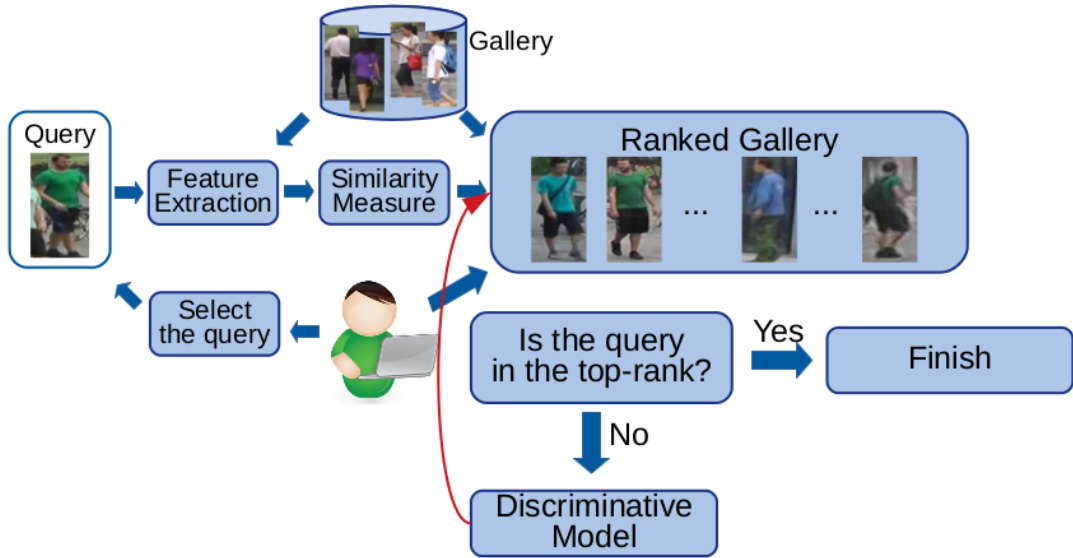 Gallery
Query
Ranked Gallery
Feature
Extraction
Similarity
Measure
...
...
Select
the query
Is the query
in the top-rank?
Yes
Finish
No
Discriminative
Model